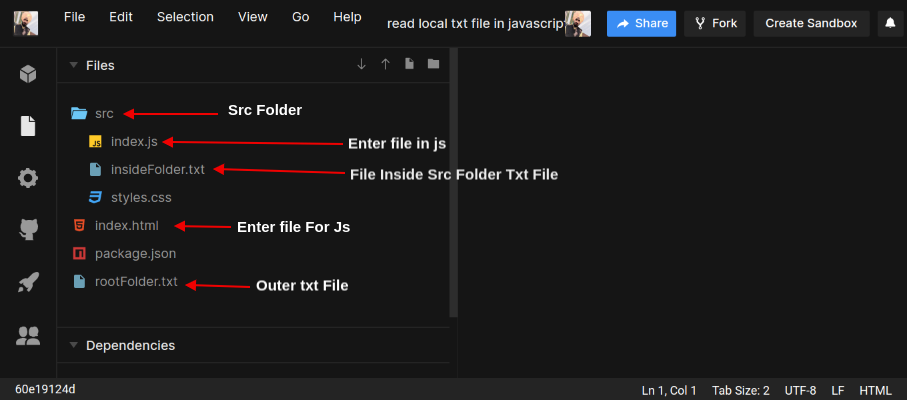 File Edit Selection View Go Help read local txt file in javascrip Share Fork Create Sandbox
Files
src Src Folder
JS index.js Enter file in js
insideFolder.txt File Inside Src Folder Txt File
styles.css
index.html Enter file For Js
package.json
rootFolder.txt Outer txt File
Dependencies
60e19124d Ln 1, Col 1 Tab Size: 2 UTF-8 LF HTML